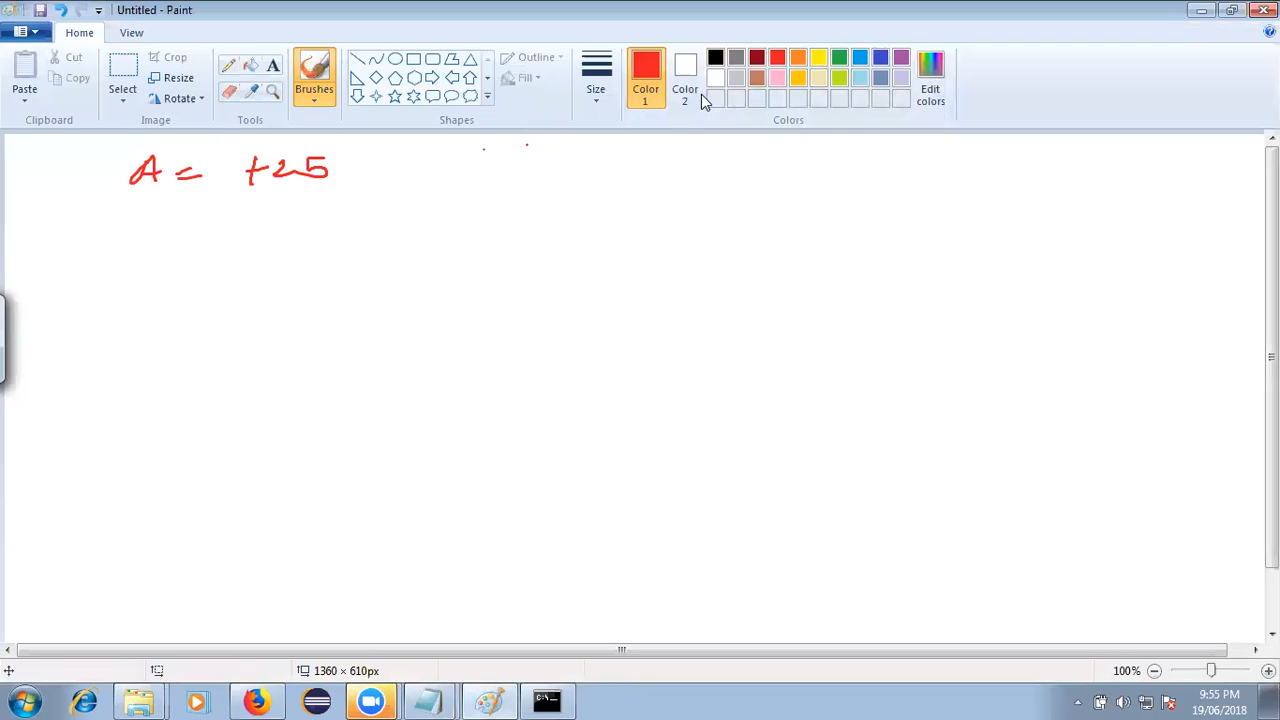 Untitled - Paint
Home View
Cut
Copy
Paste
Clipboard
Crop
Resize
Rotate
Select
Image
A
Tools
Brushes
Outline
Fill
Shapes
Size
Color 1
Color 2
Edit colors
Colors
A = +25
1360 × 610px
100%
9:55 PM
19/06/2018